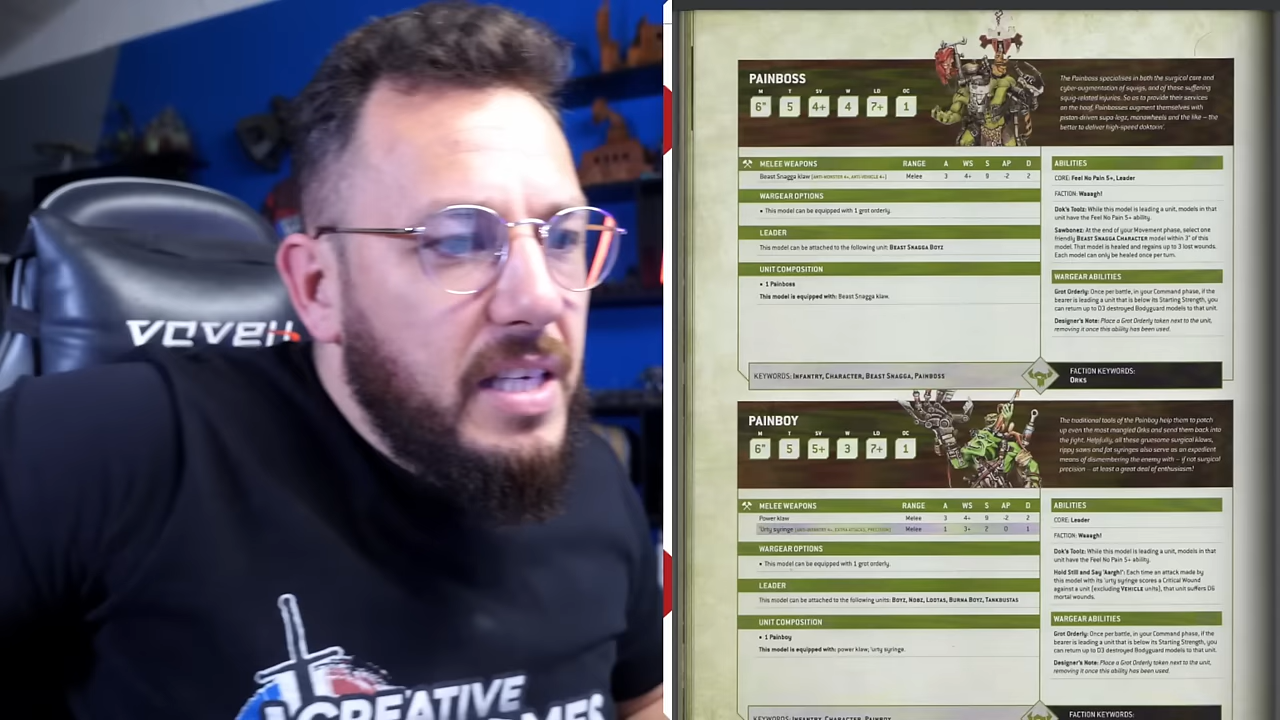 VOVEH
CREATIVE
PAINBOSS
M T SV W LD OC
6" 5 4+ 4 7+ 1
The Painboss specialises in both the surgical care and
cyber-augmentation of squigs, and of those suffering
squig-related injuries. So as to provide their services
on the hoof, Painbosses augment themselves with
piston-driven supa legz, monowheels and the like – the
better to deliver high-speed doktorin'.
MELEE WEAPONS RANGE A WS S AP D
Beast Snagga klaw [ANTI-MONSTER 4+, ANTI-VEHICLE 4+] Melee 3 4+ 9 -2 2
WARGEAR OPTIONS
• This model can be equipped with 1 grot orderly.
LEADER
This model can be attached to the following unit: BEAST SNAGGA BOYZ
UNIT COMPOSITION
• 1 Painboss
This model is equipped with: Beast Snagga klaw.
ABILITIES
CORE: Feel No Pain 5+, Leader
FACTION: Waaagh!
Dok's Toolz: While this model is leading a unit, models in that
unit have the Feel No Pain 5+ ability.
Sawbonez: At the end of your Movement phase, select one
friendly BEAST SNAGGA CHARACTER model within 3" of this
model. That model is healed and regains up to 3 lost wounds.
Each model can only be healed once per turn.
WARGEAR ABILITIES
Grot Orderly: Once per battle, in your Command phase, if the
bearer is leading a unit that is below its Starting Strength, you
can return up to D3 destroyed Bodyguard models to that unit.
Designer's Note: Place a Grot Orderly token next to the unit,
removing it once this ability has been used.
KEYWORDS: INFANTRY, CHARACTER, BEAST SNAGGA, PAINBOSS
FACTION KEYWORDS:
ORKS
PAINBOY
M T SV W LD OC
6" 5 5+ 3 7+ 1
The traditional tools of the Painboy help them to patch
up even the most mangled Orks and send them back into
the fight. Helpfully, all these gruesome surgical klaws,
rippy saws and fat syringes also serve as an expedient
means of dismembering the enemy with – if not surgical
precision – at least a great deal of enthusiasm!
MELEE WEAPONS RANGE A WS S AP D
Power klaw Melee 3 4+ 9 -2 2
'Urty syringe [ANTI-INFANTRY 4+, EXTRA ATTACKS, PRECISION] Melee 1 3+ 2 0 1
WARGEAR OPTIONS
• This model can be equipped with 1 grot orderly.
LEADER
This model can be attached to the following units: BOYZ, NOBZ, LOOTAS, BURNA BOYZ, TANKBUSTAS
UNIT COMPOSITION
• 1 Painboy
This model is equipped with: power klaw; 'urty syringe.
ABILITIES
CORE: Leader
FACTION: Waaagh!
Dok's Toolz: While this model is leading a unit, models in that
unit have the Feel No Pain 5+ ability.
Hold Still and Say 'Aargh!': Each time an attack made by
this model with its 'urty syringe scores a Critical Wound
against a unit (excluding VEHICLE units), that unit suffers D6
mortal wounds.
WARGEAR ABILITIES
Grot Orderly: Once per battle, in your Command phase, if the
bearer is leading a unit that is below its Starting Strength, you
can return up to D3 destroyed Bodyguard models to that unit.
Designer's Note: Place a Grot Orderly token next to the unit,
removing it once this ability has been used.
KEYWORDS: INFANTRY, CHARACTER, PAINBOY
FACTION KEYWORDS: